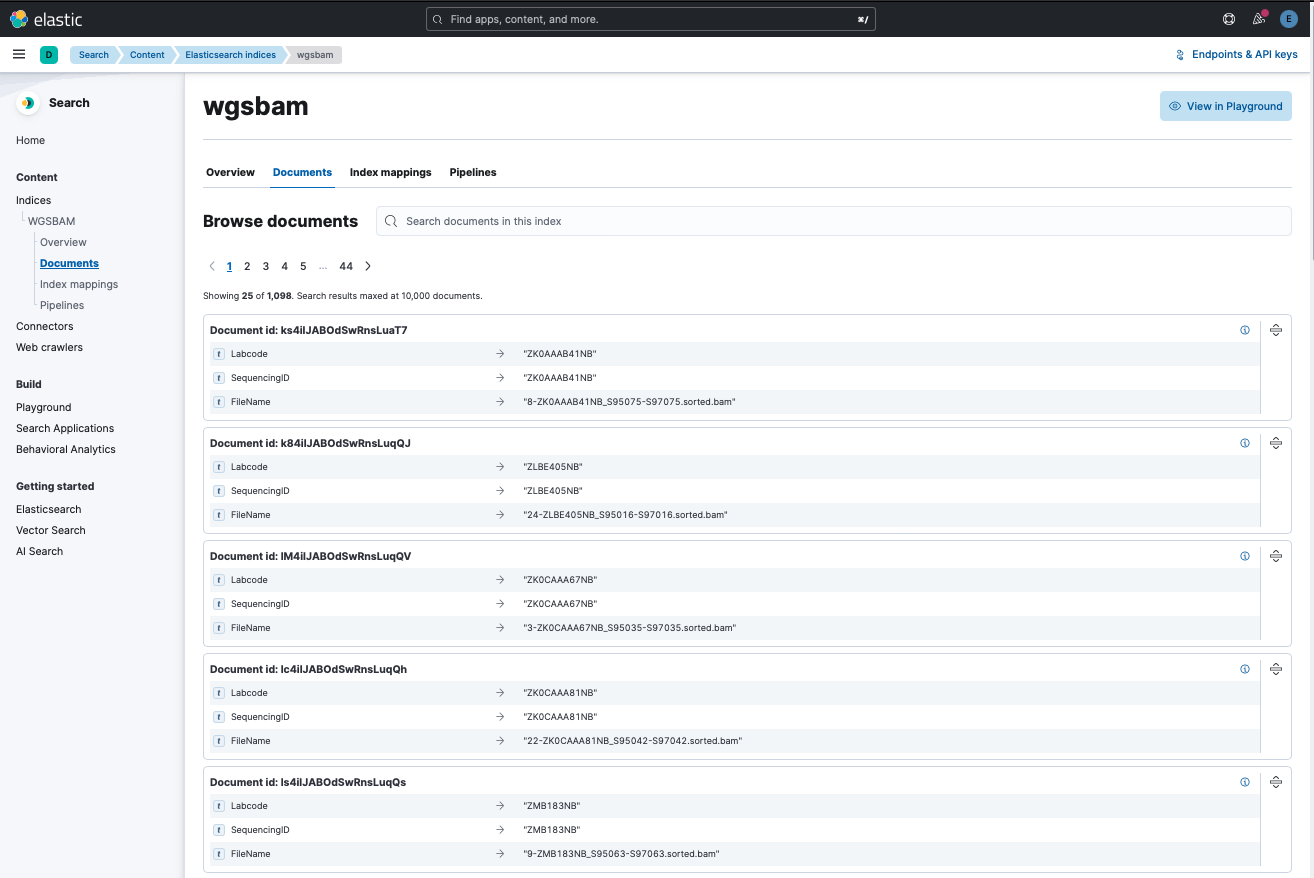 elastic
Find apps, content, and more.
⌘/
E
D
Search
Content
Elasticsearch indices
wgsbam
Endpoints & API keys
Search
Home
Content
Indices
WGSBAM
Overview
Documents
Index mappings
Pipelines
Connectors
Web crawlers
Build
Playground
Search Applications
Behavioral Analytics
Getting started
Elasticsearch
Vector Search
AI Search
wgsbam
View in Playground
Overview Documents Index mappings Pipelines
Browse documents
Search documents in this index
1 2 3 4 5 ... 44
Showing 25 of 1,098. Search results maxed at 10,000 documents.
Document id: ks4ilJABOdSwRnsLuaT7
t Labcode → "ZK0AAAB41NB"
t SequencingID → "ZK0AAAB41NB"
t FileName → "8-ZK0AAAB41NB_S95075-S97075.sorted.bam"
Document id: k84ilJABOdSwRnsLuqQJ
t Labcode → "ZLBE405NB"
t SequencingID → "ZLBE405NB"
t FileName → "24-ZLBE405NB_S95016-S97016.sorted.bam"
Document id: lM4ilJABOdSwRnsLuqQV
t Labcode → "ZK0CAAA67NB"
t SequencingID → "ZK0CAAA67NB"
t FileName → "3-ZK0CAAA67NB_S95035-S97035.sorted.bam"
Document id: lc4ilJABOdSwRnsLuqQh
t Labcode → "ZK0CAAA81NB"
t SequencingID → "ZK0CAAA81NB"
t FileName → "22-ZK0CAAA81NB_S95042-S97042.sorted.bam"
Document id: ls4ilJABOdSwRnsLuqQs
t Labcode → "ZMB183NB"
t SequencingID → "ZMB183NB"
t FileName → "9-ZMB183NB_S95063-S97063.sorted.bam"